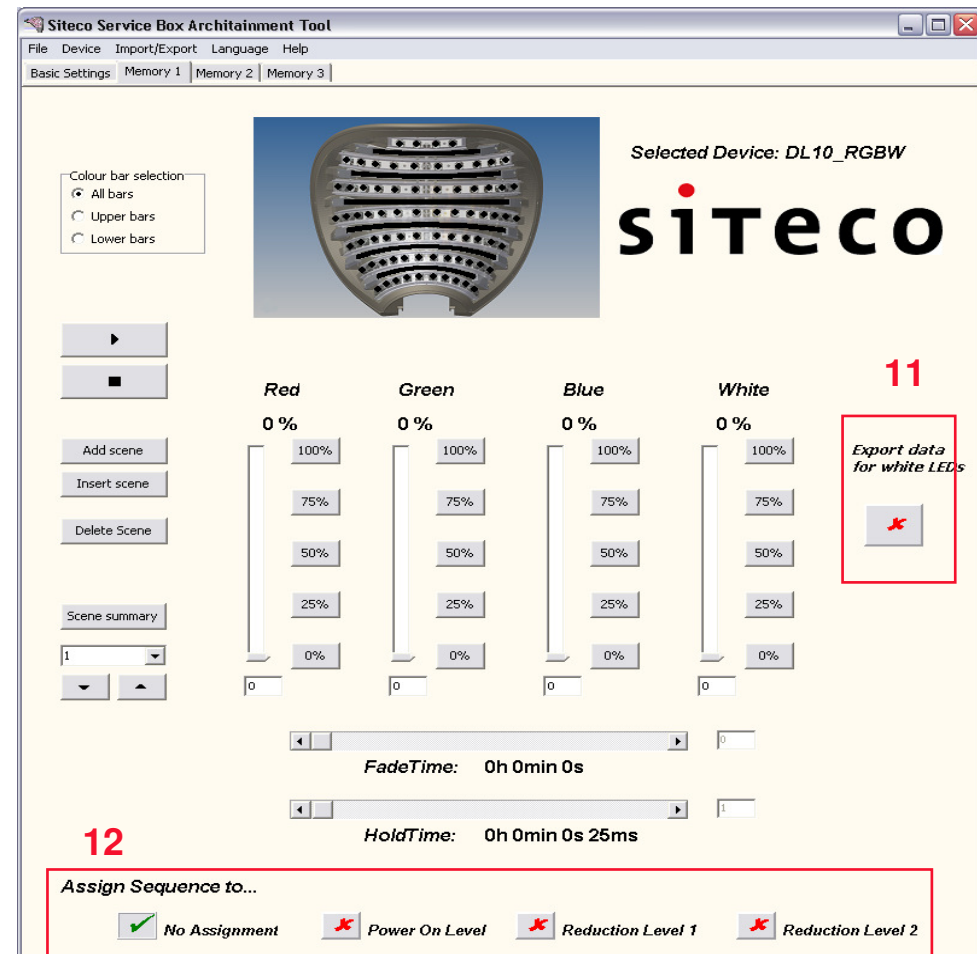 Siteco Service Box Architainment Tool
File Device Import/Export Language Help
Basic Settings Memory 1 Memory 2 Memory 3
Selected Device: DL10_RGBW
Colour bar selection
All bars
Upper bars
Lower bars
siteco
11
Red Green Blue White
0 % 0 % 0 % 0 %
Add scene 100% 100% 100% 100% Export data
for white LEDs
Insert scene
75% 75% 75% 75%
Delete Scene
50% 50% 50% 50%
25% 25% 25% 25%
Scene summary
1 0% 0% 0% 0%
0 0 0 0
0
FadeTime: 0h 0min 0s
1
HoldTime: 0h 0min 0s 25ms
12
Assign Sequence to...
No Assignment Power On Level Reduction Level 1 Reduction Level 2